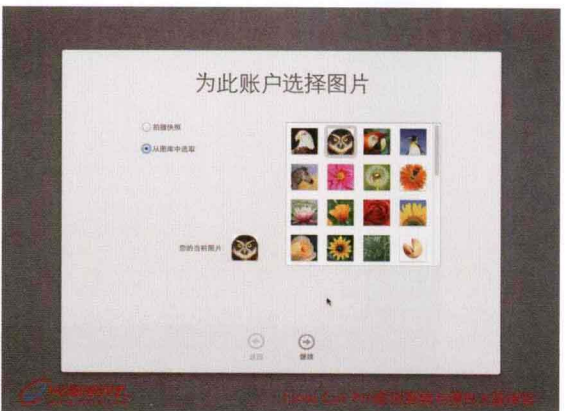 为此账户选择图片
拍摄快照
从图库中选取
您的当前图片
返回
继续